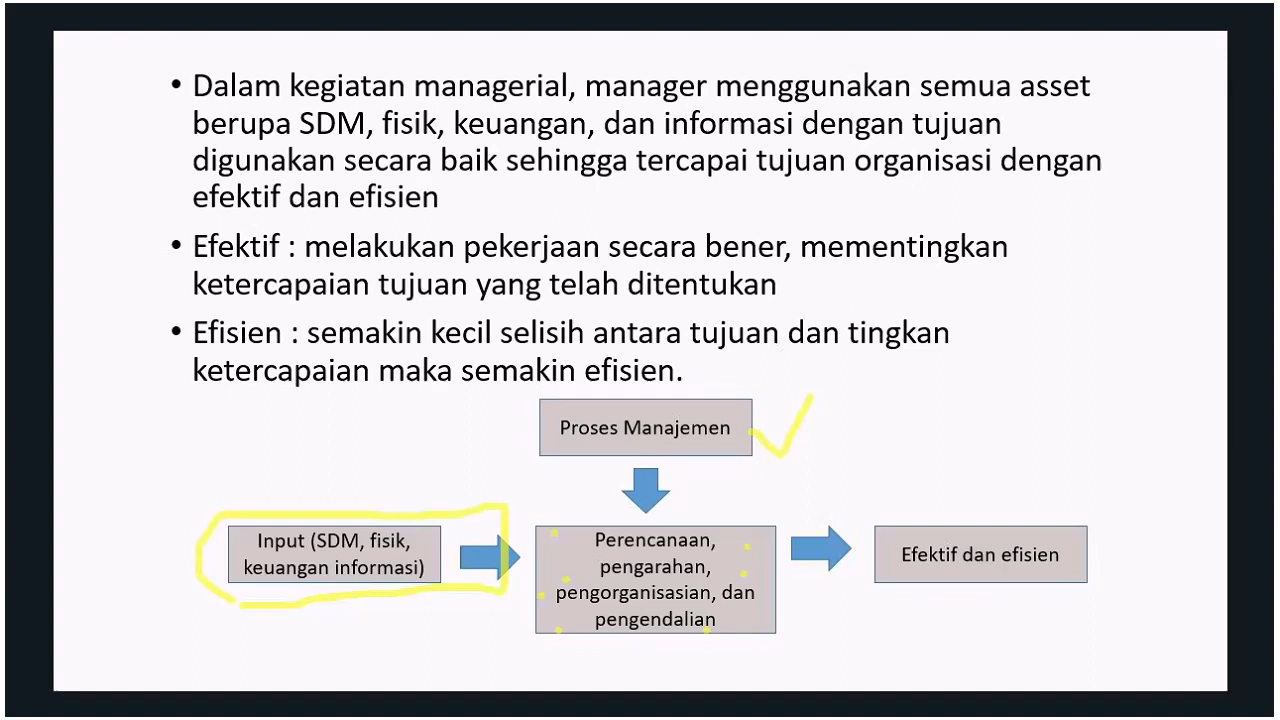 • Dalam kegiatan managerial, manager menggunakan semua asset
berupa SDM, fisik, keuangan, dan informasi dengan tujuan
digunakan secara baik sehingga tercapai tujuan organisasi dengan
efektif dan efisien
• Efektif : melakukan pekerjaan secara bener, mementingkan
ketercapaian tujuan yang telah ditentukan
• Efisien : semakin kecil selisih antara tujuan dan tingkan
ketercapaian maka semakin efisien.
Proses Manajemen
Input (SDM, fisik,
keuangan informasi)
Perencanaan,
pengarahan,
pengorganisasian, dan
pengendalian
Efektif dan efisien